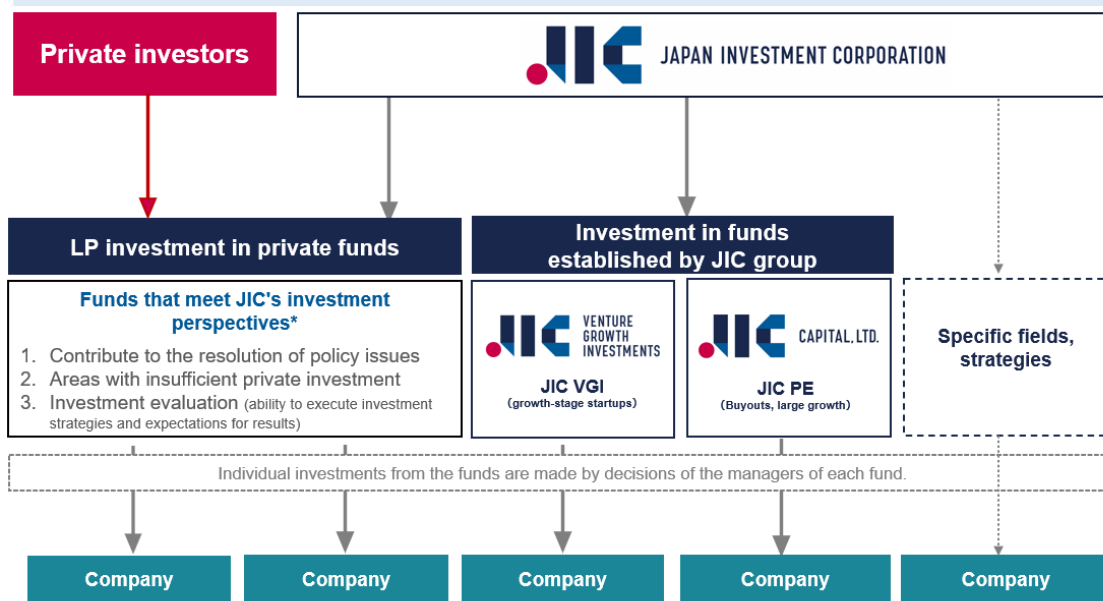 Private investors
JIC JAPAN INVESTMENT CORPORATION
LP investment in private funds
Investment in funds
established by JIC group
Funds that meet JIC's investment
perspectives*
1. Contribute to the resolution of policy issues
2. Areas with insufficient private investment
3. Investment evaluation (ability to execute investment
strategies and expectations for results)
JIC VENTURE
GROWTH
INVESTMENTS
JIC VGI
(growth-stage startups)
JIC CAPITAL, LTD.
JIC PE
(Buyouts, large growth)
Specific fields,
strategies
Individual investments from the funds are made by decisions of the managers of each fund.
Company
Company
Company
Company
Company